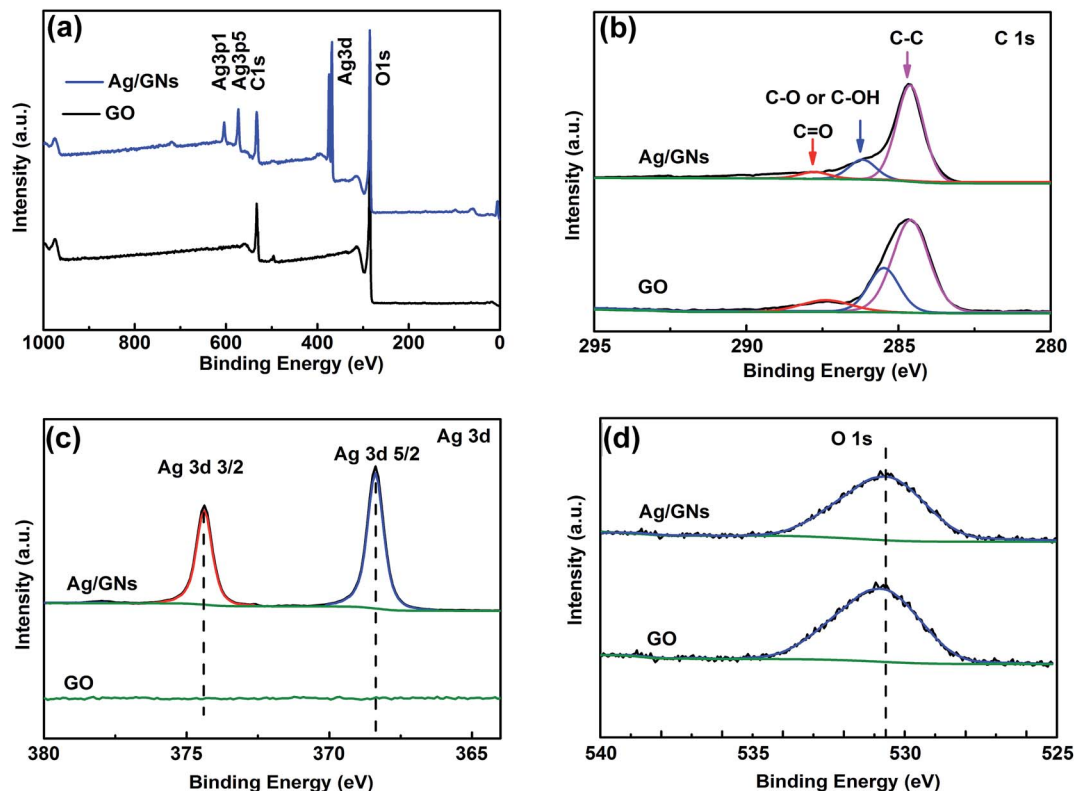 (a)
Ag3p1
Ag3p5
C1s
Ag3d
O1s
Ag/GNs
GO
Intensity (a.u.)
1000 800 600 400 200 0
Binding Energy (eV)
(b)
C-C
C 1s
C-O or C-OH
C=O
Ag/GNs
GO
Intensity (a.u.)
295 290 285 280
Binding Energy (eV)
(c)
Ag 3d
Ag 3d 3/2
Ag 3d 5/2
Ag/GNs
GO
Intensity (a.u.)
380 375 370 365
Binding Energy (eV)
(d)
O 1s
Ag/GNs
GO
Intensity (a.u.)
540 535 530 525
Binding Energy (eV)